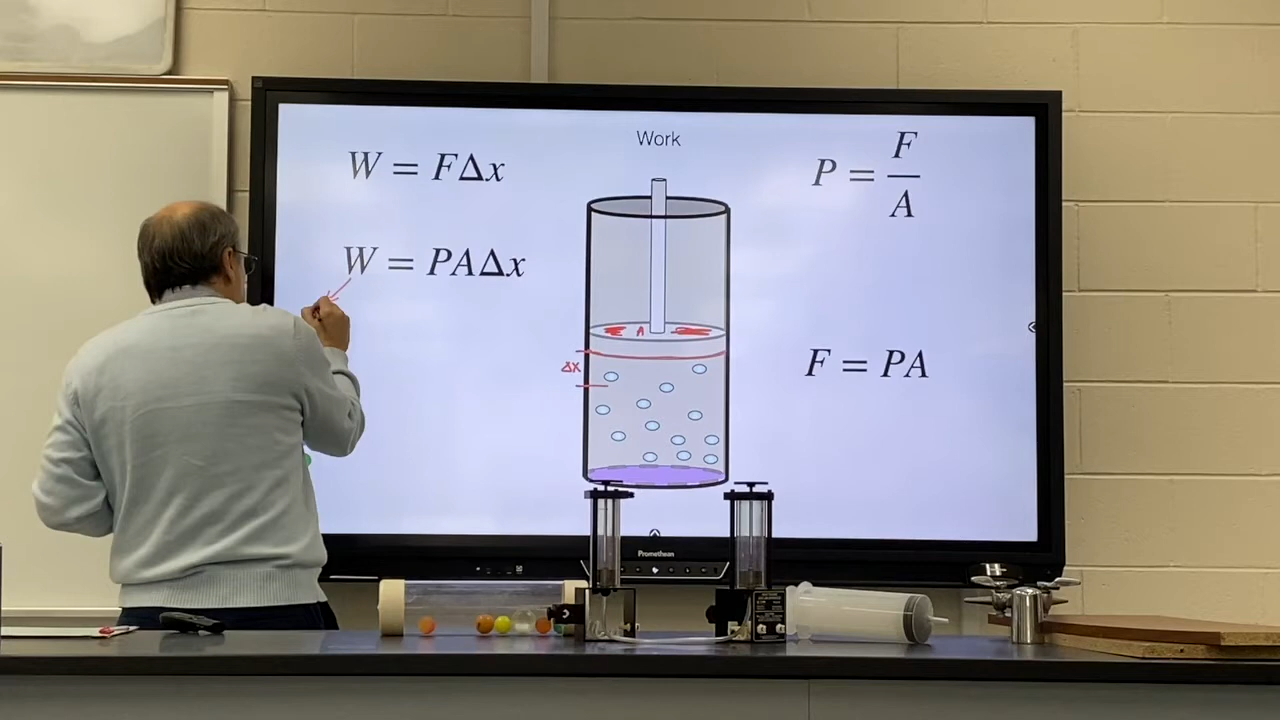 Work
W = FΔx
P = F/A
W = PAΔx
A
Δx
F = PA
Promethean